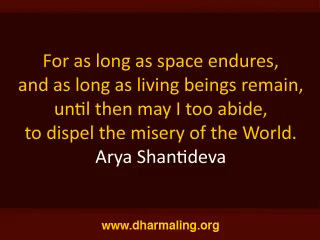 For as long as space endures,
and as long as living beings remain,
until then may I too abide,
to dispel the misery of the World.
Arya Shantideva
www.dharmaling.org